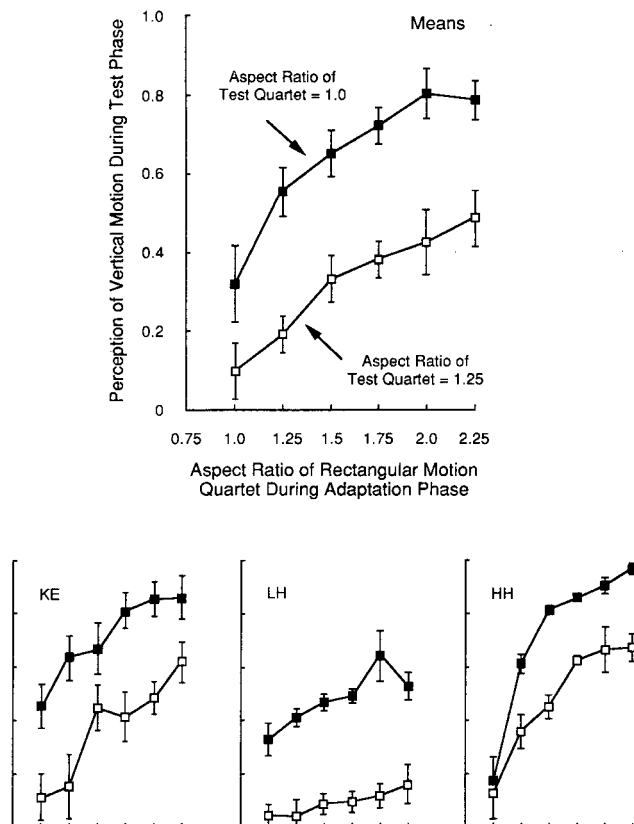 Means
Perception of Vertical Motion During Test Phase
1.0
0.8
0.6
0.4
0.2
0
Aspect Ratio of
Test Quartet = 1.0
Aspect Ratio of
Test Quartet = 1.25
0.75 1.0 1.25 1.5 1.75 2.0 2.25
Aspect Ratio of Rectangular Motion
Quartet During Adaptation Phase
KE
LH
HH